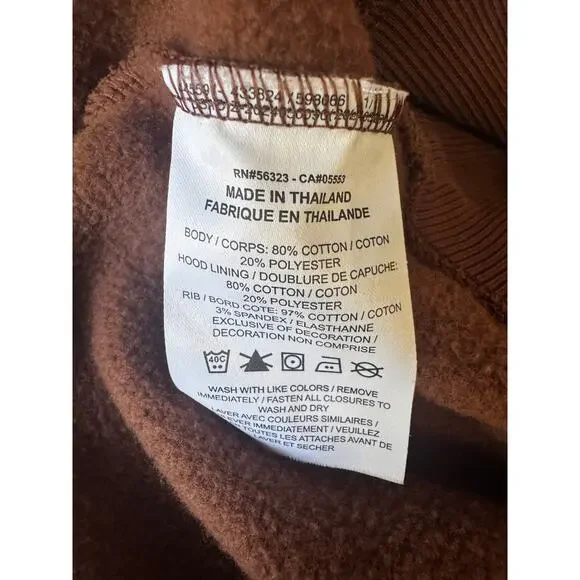 433824
RN#56323 - CA#05553
MADE IN THAILAND
FABRIQUE EN THAILANDE
BODY / CORPS: 80% COTTON / COTON
20% POLYESTER
HOOD LINING / DOUBLURE DE CAPUCHE:
80% COTTON / COTON
20% POLYESTER
RIB / BORD COTE: 97% COTTON / COTON
3% SPANDEX / ELASTHANNE
EXCLUSIVE OF DECORATION /
DECORATION NON COMPRISE
40C
WASH WITH LIKE COLORS / REMOVE
IMMEDIATELY / FASTEN ALL CLOSURES TO
WASH AND DRY
LAVER AVEC COULEURS SIMILAIRES /
IMMEDIATEMENT / VEUILLEZ
TOUTES LES ATTACHES AVANT DE
LAVER ET SECHER